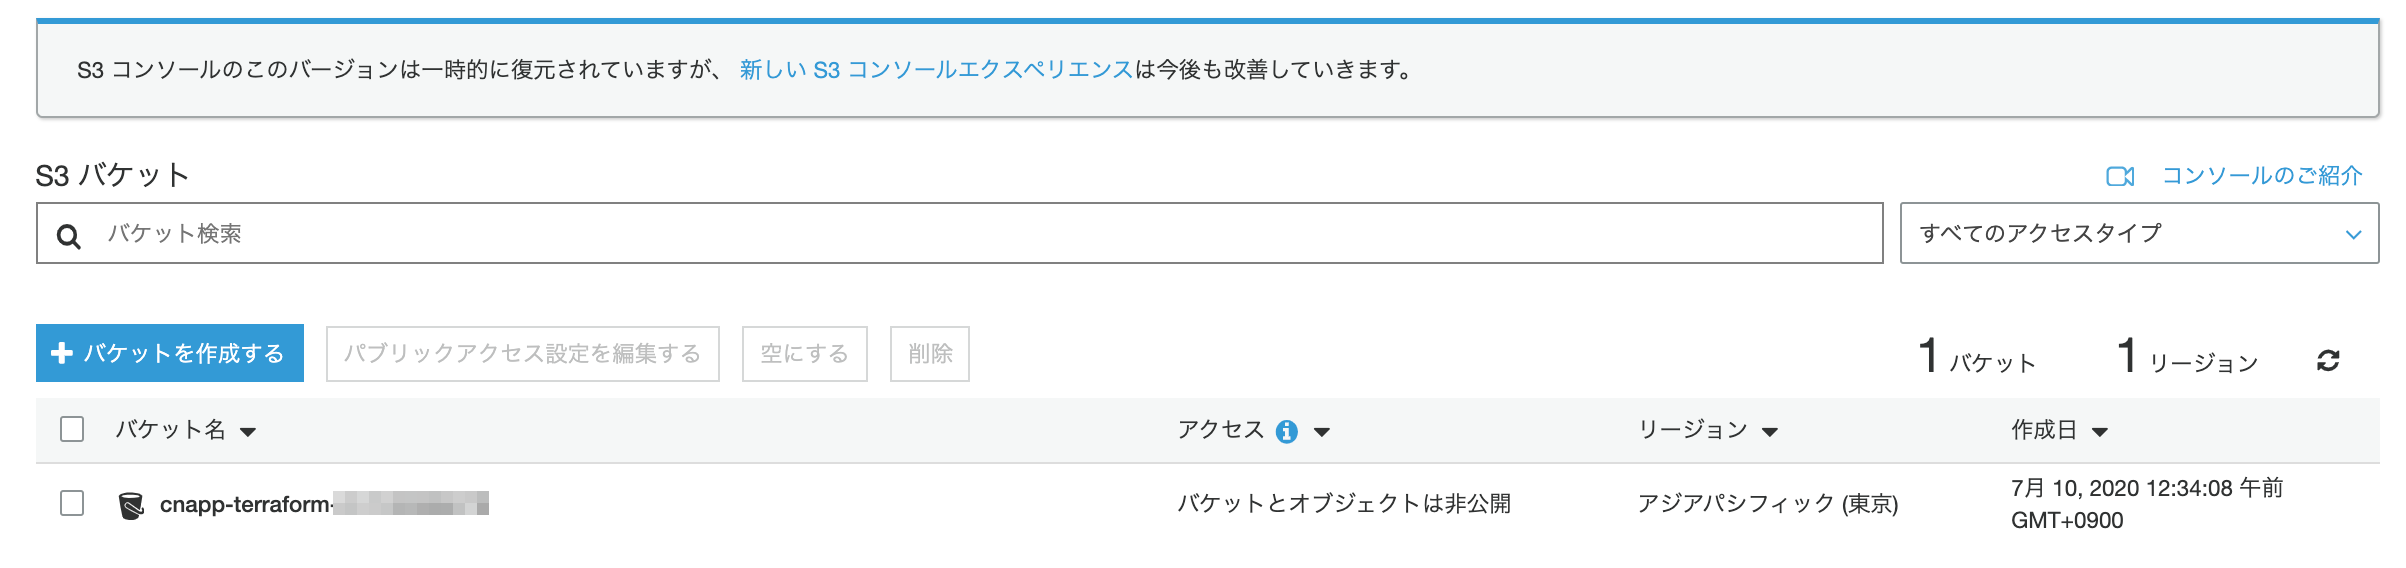 S3 コンソールのこのバージョンは一時的に復元されていますが、 新しい S3 コンソールエクスペリエンスは今後も改善していきます。
S3 バケット
コンソールのご紹介
バケット検索
すべてのアクセスタイプ
バケットを作成する
パブリックアクセス設定を編集する
空にする
削除
1 バケット
1 リージョン
バケット名
アクセス
リージョン
作成日
cnapp-terraform-
バケットとオブジェクトは非公開
アジアパシフィック (東京)
7月 10, 2020 12:34:08 午前
GMT+0900